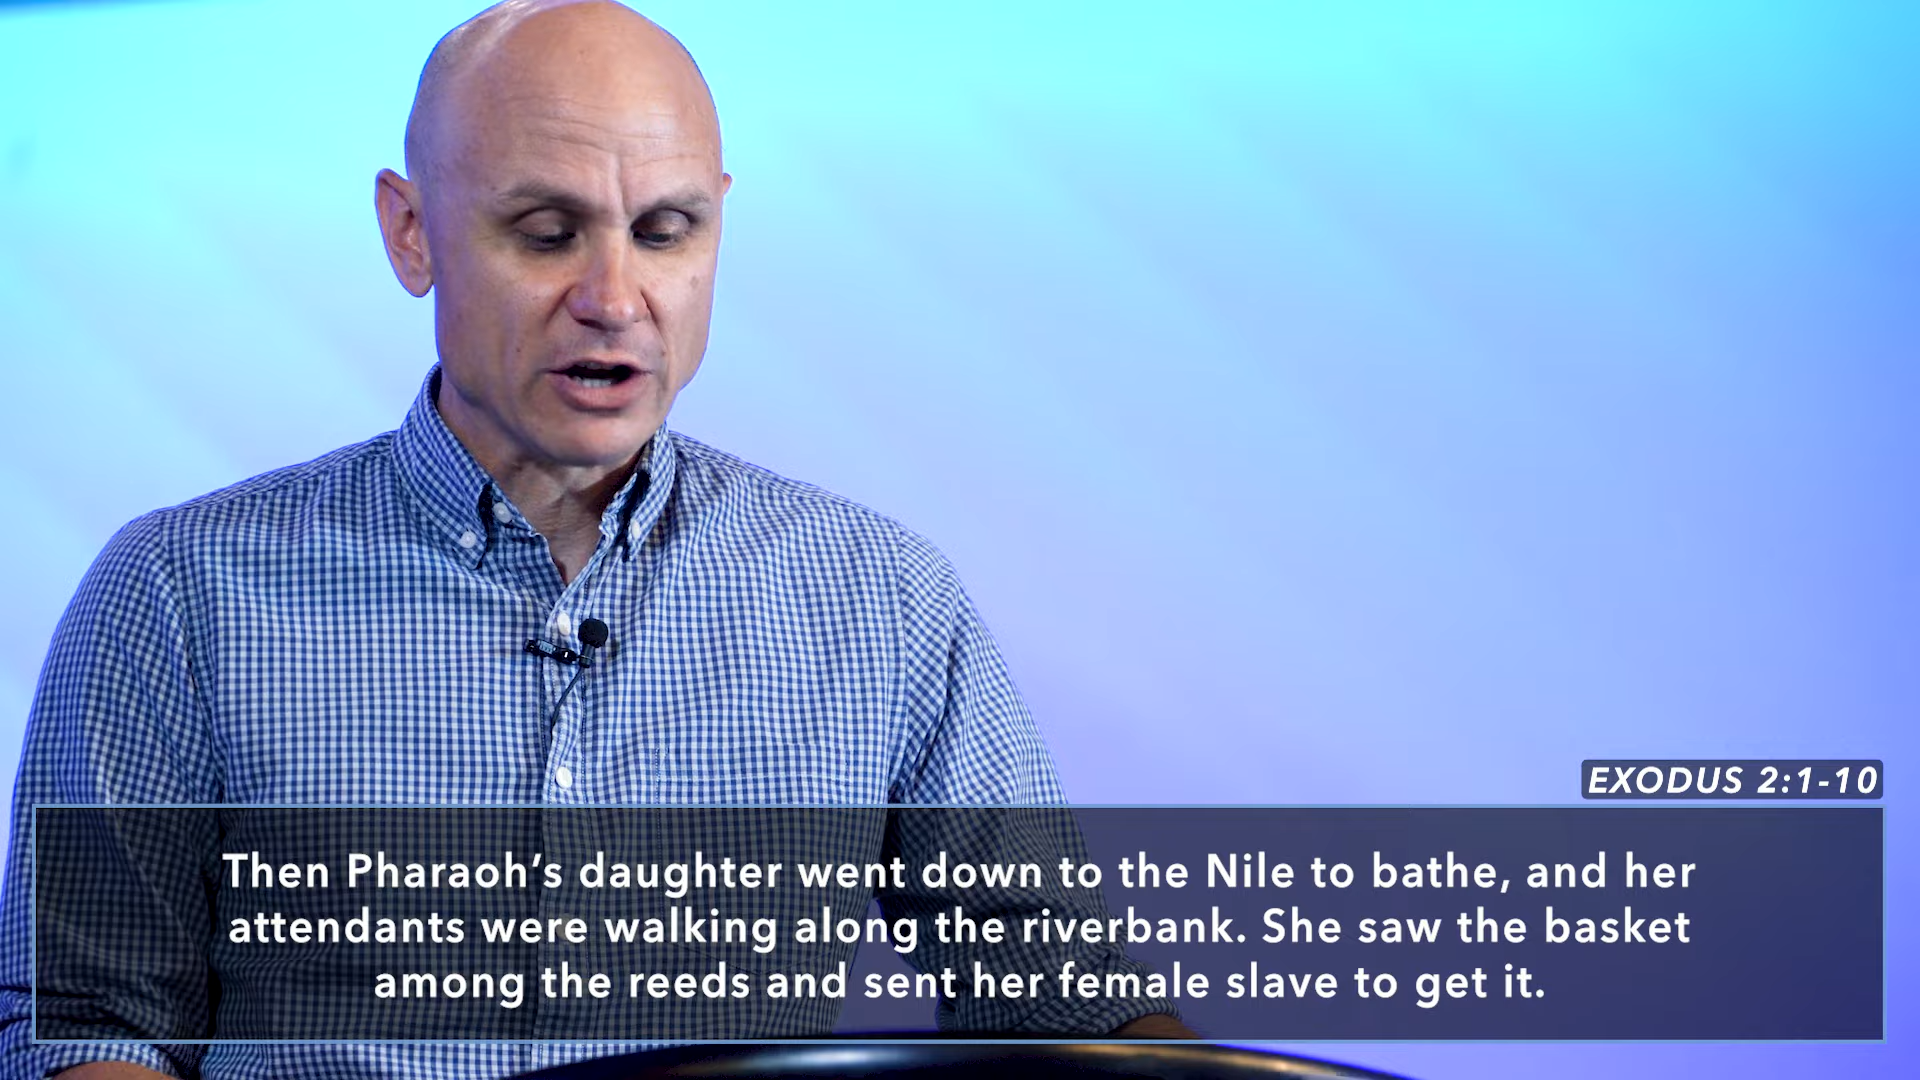 EXODUS 2:1-10
Then Pharaoh’s daughter went down to the Nile to bathe, and her
attendants were walking along the riverbank. She saw the basket
among the reeds and sent her female slave to get it.